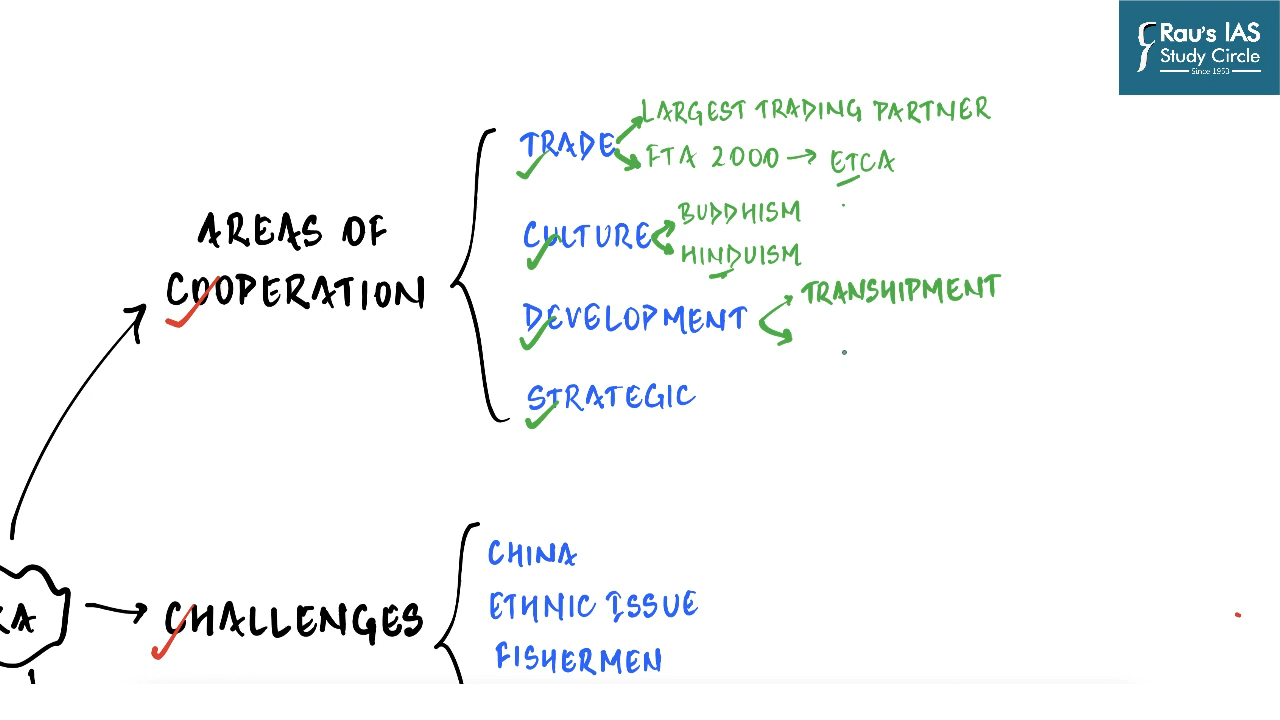 Rau's IAS
Study Circle
Since 1953
LARGEST TRADING PARTNER
TRADE
FTA 2000 → ETCA
BUDDHISM
CULTURE
HINDUISM
AREAS OF
COOPERATION
TRANSHIPMENT
DEVELOPMENT
STRATEGIC
CHINA
ETHNIC ISSUE
KA
CHALLENGES
FISHERMEN